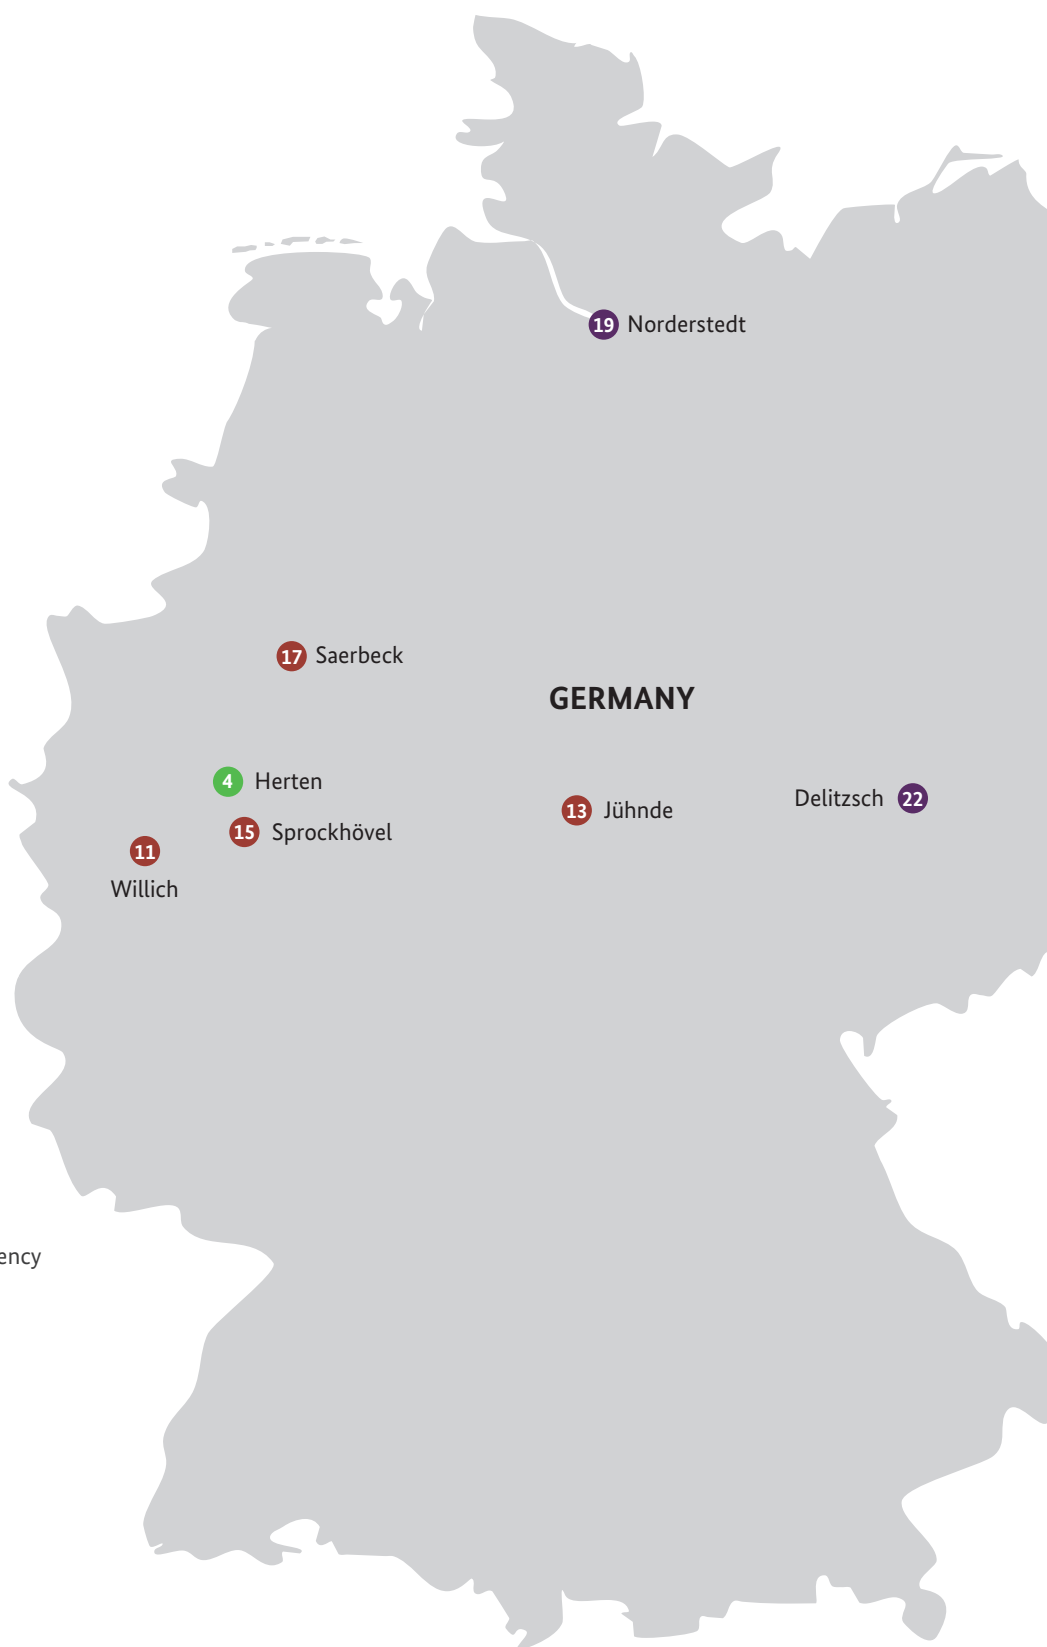 19 Norderstedt
17 Saerbeck
GERMANY
4 Herten
Delitzsch 22
13 Jühnde
15 Sprockhövel
11
Willich
ency